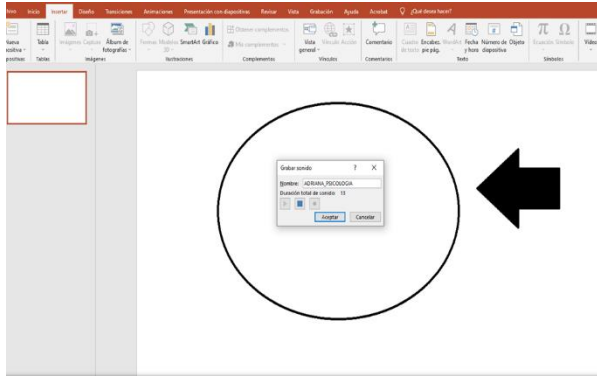 Inicio Insertar Diseño Transiciones Animaciones Presentación con diapositivas Revisar Vista Grabación Ayuda Acrobat ¿Qué desea hacer?
Nueva
Tabla
Imágenes Captura Álbum de
fotografías
Formas Modelos SmartArt Gráfico
3D
Obtener complementos
Mis complementos
Vista
general
Vínculo Acción
Comentario
Cuadro
de texto
Encabez.
pie pág.
WordArt
Fecha
y hora
Número de
diapositiva
Objeto
Ecuación Símbolo
Vídeo
Tablas Imágenes Ilustraciones Complementos Vínculos Comentarios Texto Símbolos
Grabar sonido ? X
Nombre: ADRIANA_PSICOLOGIA
Duración total de sonido: 13
Aceptar Cancelar